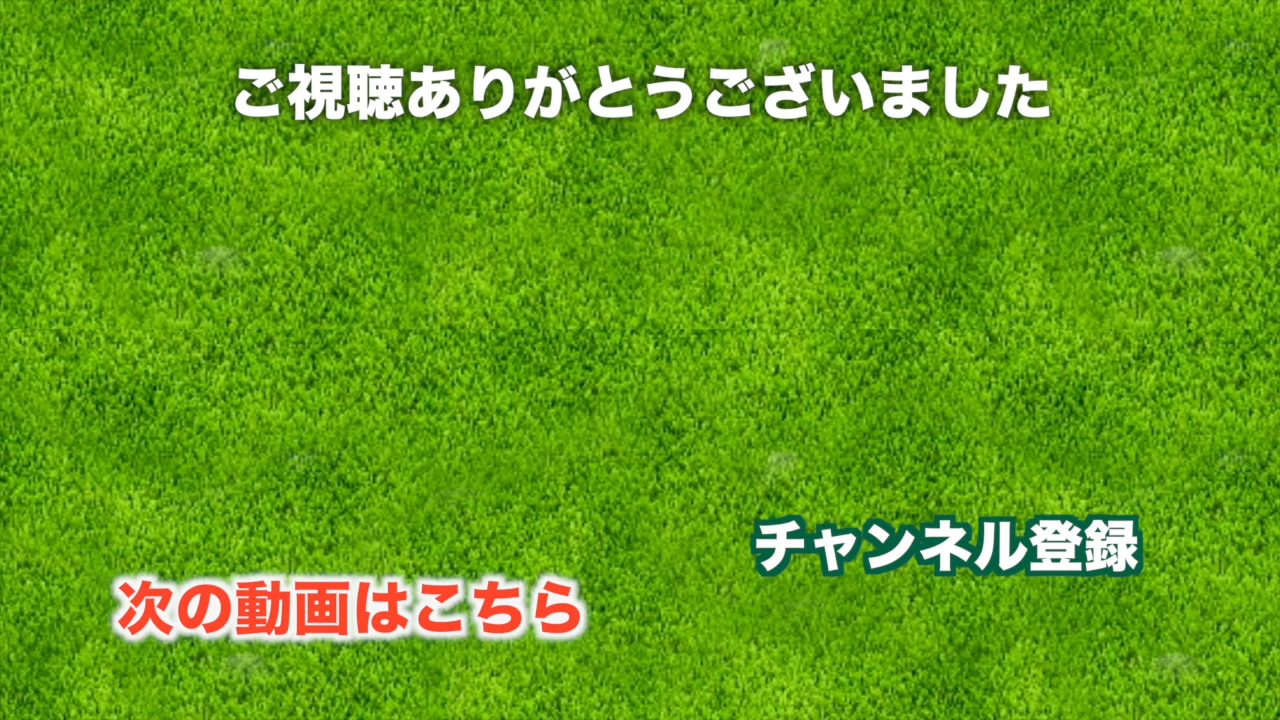 ご視聴ありがとうございました
チャンネル登録
次の動画はこちら